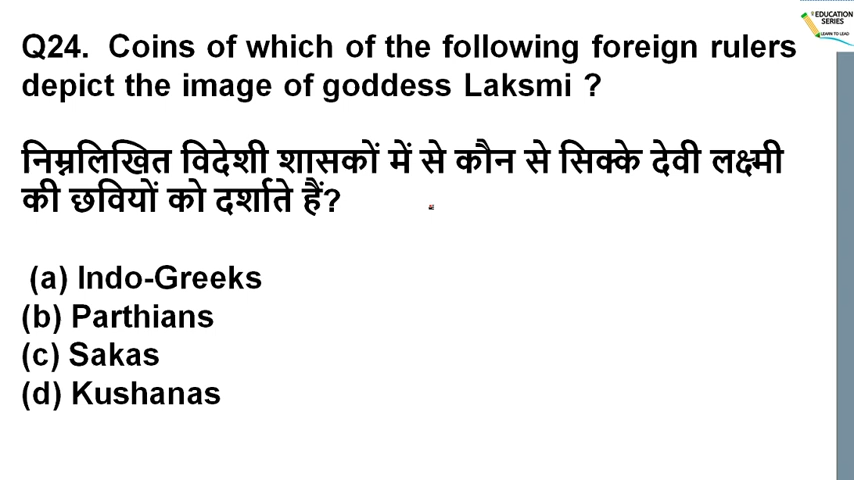 EDUCATION
SERIES
LEARN TO LEAD
Q24. Coins of which of the following foreign rulers
depict the image of goddess Laksmi ?
निम्नलिखित विदेशी शासकों में से कौन से सिक्के देवी लक्ष्मी
की छवियों को दर्शाते हैं?
(a) Indo-Greeks
(b) Parthians
(c) Sakas
(d) Kushanas